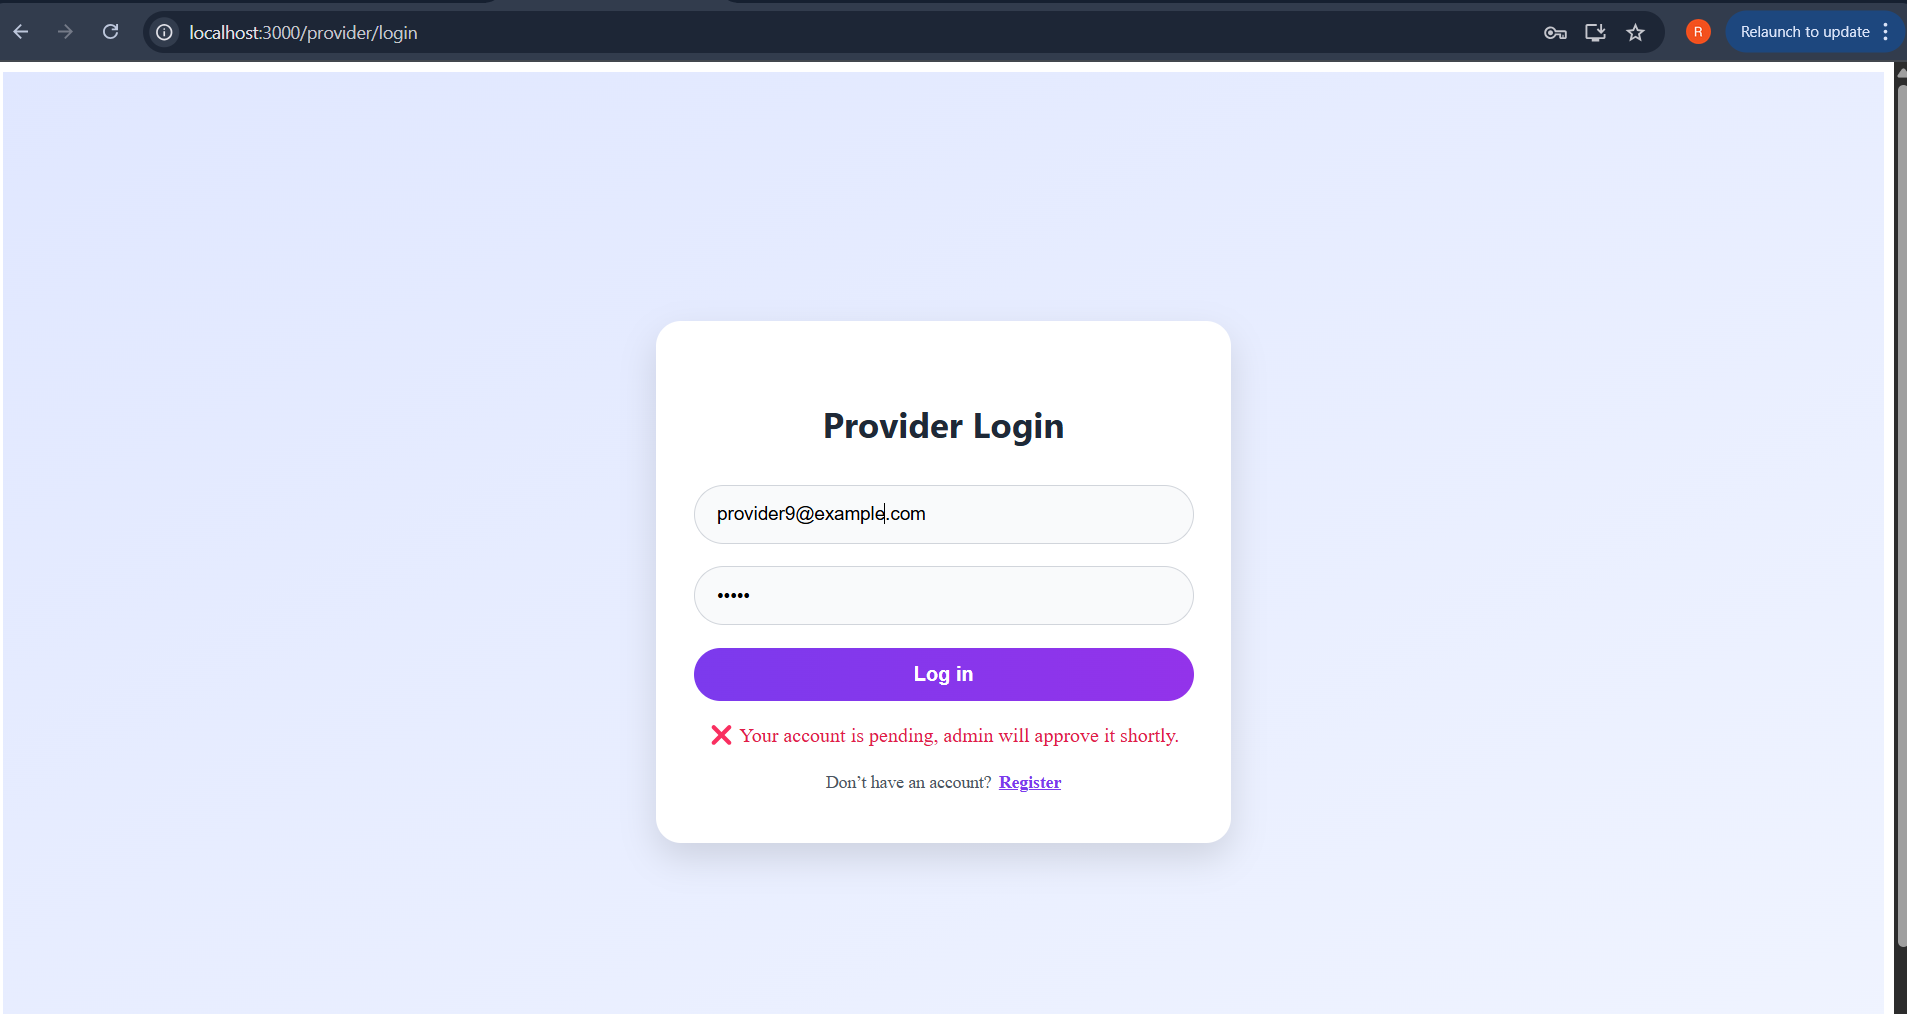 localhost:3000/provider/login
R
Relaunch to update
Provider Login
provider9@example.com
•••••
Log in
❌ Your account is pending, admin will approve it shortly.
Don’t have an account? Register